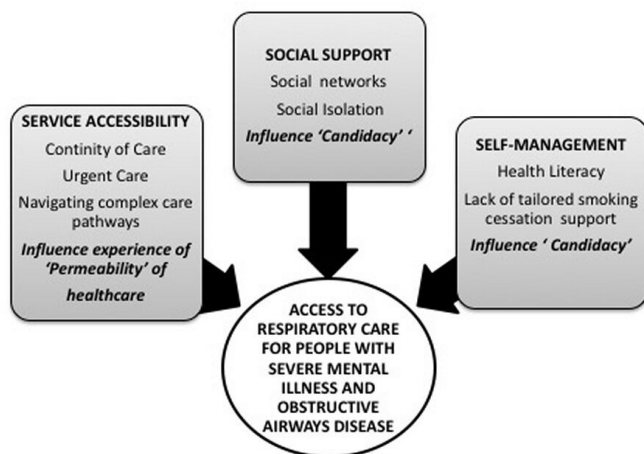 SOCIAL SUPPORT
Social networks
Social Isolation
Influence 'Candidacy' '
SERVICE ACCESSIBILITY
Continity of Care
Urgent Care
Navigating complex care
pathways
Influence experience of
'Permeability' of
healthcare
SELF-MANAGEMENT
Health Literacy
Lack of tailored smoking
cessation support
Influence ' Candidacy'
ACCESS TO
RESPIRATORY CARE
FOR PEOPLE WITH
SEVERE MENTAL
ILLNESS AND
OBSTRUCTIVE
AIRWAYS DISEASE